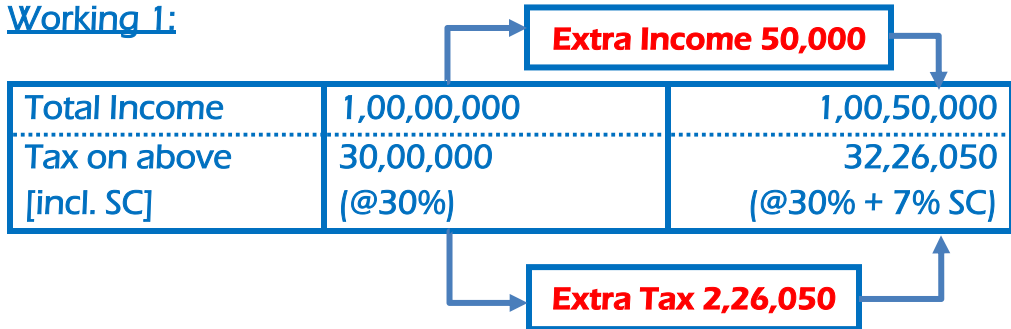 Working 1:
Extra Income 50,000
Total Income 1,00,00,000 1,00,50,000
Tax on above 30,00,000 32,26,050
[incl. SC] (@30%) (@30% + 7% SC)
Extra Tax 2,26,050